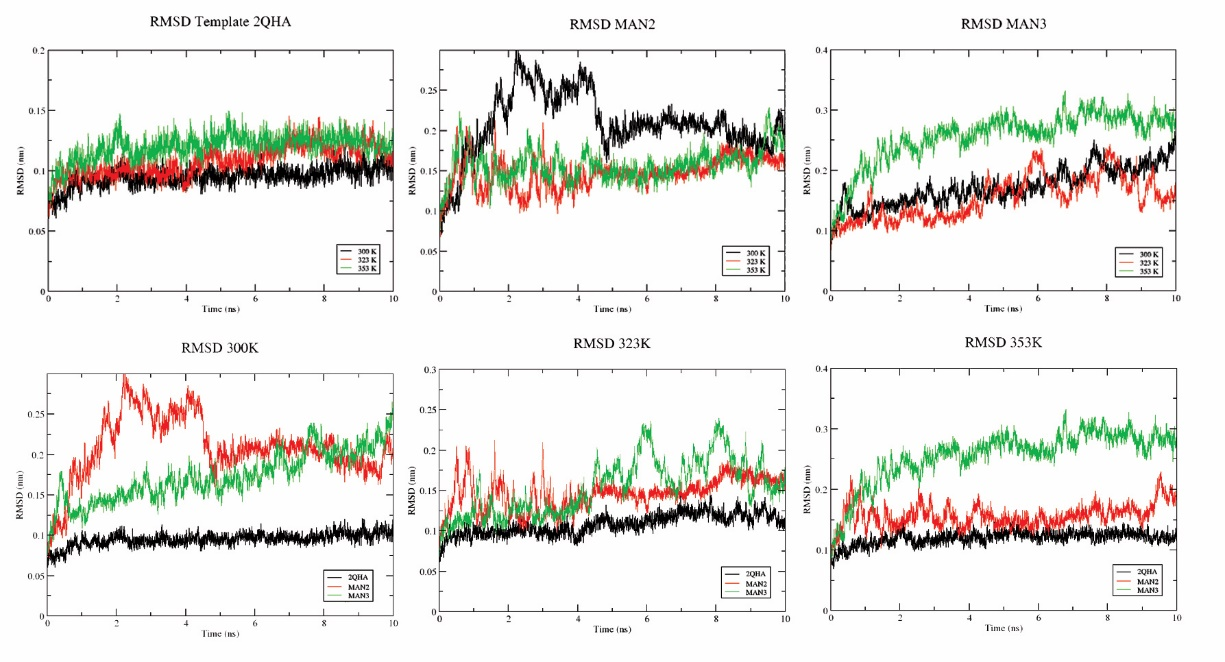 RMSD Template 2QHA
0.2
0.15
0.1
0.05
0
RMSD (nm)
300 K
323 K
353 K
0 2 4 6 8 10
Time (ns)
RMSD MAN2
0.25
0.2
0.15
0.1
0.05
0
RMSD (nm)
300 K
323 K
353 K
0 2 4 6 8 10
Time (ns)
RMSD MAN3
0.4
0.3
0.2
0.1
0
RMSD (nm)
300 K
323 K
353 K
0 2 4 6 8 10
Time (ns)
RMSD 300K
0.25
0.2
0.15
0.1
0.05
0
RMSD (nm)
2QHA
MAN2
MAN3
0 2 4 6 8 10
Time (ns)
RMSD 323K
0.3
0.25
0.2
0.15
0.1
0.05
0
RMSD (nm)
2QHA
MAN2
MAN3
0 2 4 6 8 10
Time (ns)
RMSD 353K
0.4
0.3
0.2
0.1
0
RMSD (nm)
2QHA
MAN2
MAN3
0 2 4 6 8 10
Time (ns)